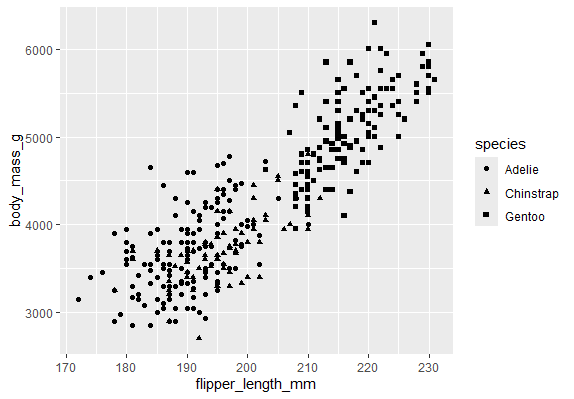 6000
5000
4000
3000
body_mass_g
170
180
190
200
210
220
230
flipper_length_mm
species
Adelie
Chinstrap
Gentoo